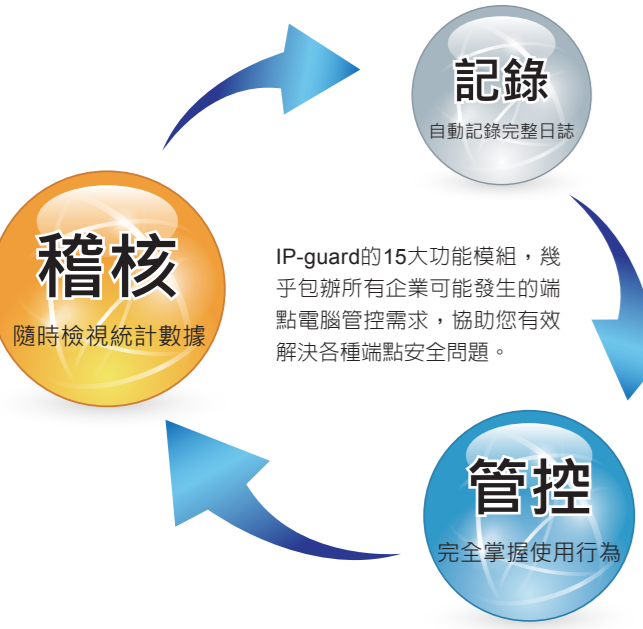 記錄
自動記錄完整日誌
稽核
隨時檢視統計數據
IP-guard的15大功能模組，幾
乎包辦所有企業可能發生的端
點電腦管控需求，協助您有效
解決各種端點安全問題。
管控
完全掌握使用行為